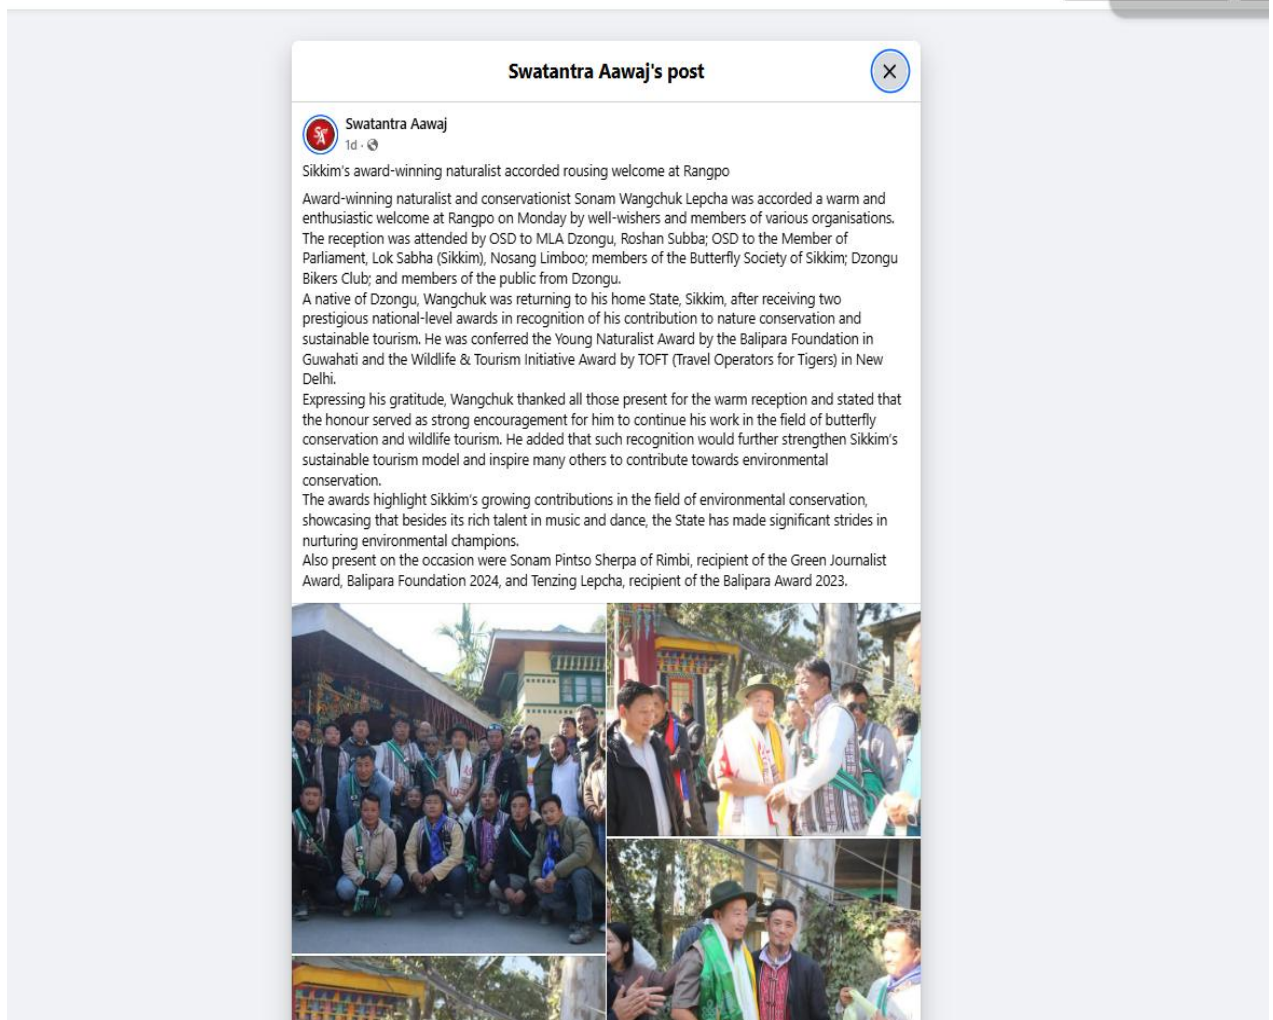 Swatantra Aawaj's post
Swatantra Aawaj
1d ·
Sikkim's award-winning naturalist accorded rousing welcome at Rangpo
Award-winning naturalist and conservationist Sonam Wangchuk Lepcha was accorded a warm and
enthusiastic welcome at Rangpo on Monday by well-wishers and members of various organisations.
The reception was attended by OSD to MLA Dzongu, Roshan Subba; OSD to the Member of
Parliament, Lok Sabha (Sikkim), Nosang Limboo; members of the Butterfly Society of Sikkim; Dzongu
Bikers Club; and members of the public from Dzongu.
A native of Dzongu, Wangchuk was returning to his home State, Sikkim, after receiving two
prestigious national-level awards in recognition of his contribution to nature conservation and
sustainable tourism. He was conferred the Young Naturalist Award by the Balipara Foundation in
Guwahati and the Wildlife & Tourism Initiative Award by TOFT (Travel Operators for Tigers) in New
Delhi.
Expressing his gratitude, Wangchuk thanked all those present for the warm reception and stated that
the honour served as strong encouragement for him to continue his work in the field of butterfly
conservation and wildlife tourism. He added that such recognition would further strengthen Sikkim's
sustainable tourism model and inspire many others to contribute towards environmental
conservation.
The awards highlight Sikkim's growing contributions in the field of environmental conservation,
showcasing that besides its rich talent in music and dance, the State has made significant strides in
nurturing environmental champions.
Also present on the occasion were Sonam Pintso Sherpa of Rimbi, recipient of the Green Journalist
Award, Balipara Foundation 2024, and Tenzing Lepcha, recipient of the Balipara Award 2023.